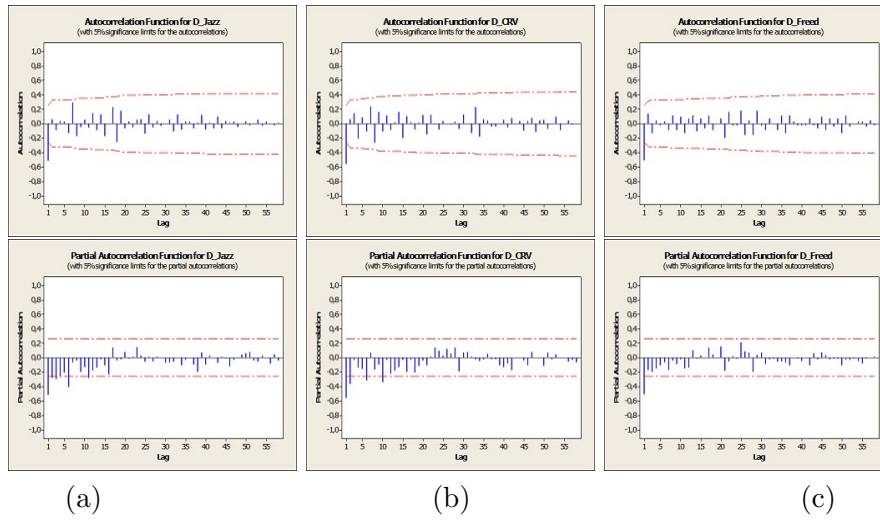 Autocorrelation Function for D_Jazz
(with 5% significance limits for the autocorrelations)
Autocorrelation
1,0
0,8
0,6
0,4
0,2
0,0
-0,2
-0,4
-0,6
-0,8
-1,0
1 5 10 15 20 25 30 35 40 45 50 55
Lag
Autocorrelation Function for D_CRV
(with 5% significance limits for the autocorrelations)
Autocorrelation
1,0
0,8
0,6
0,4
0,2
0,0
-0,2
-0,4
-0,6
-0,8
-1,0
1 5 10 15 20 25 30 35 40 45 50 55
Lag
Autocorrelation Function for D_Freed
(with 5% significance limits for the autocorrelations)
Autocorrelation
1,0
0,8
0,6
0,4
0,2
0,0
-0,2
-0,4
-0,6
-0,8
-1,0
1 5 10 15 20 25 30 35 40 45 50 55
Lag
Partial Autocorrelation Function for D_Jazz
(with 5% significance limits for the partial autocorrelations)
Partial Autocorrelation
1,0
0,8
0,6
0,4
0,2
0,0
-0,2
-0,4
-0,6
-0,8
-1,0
1 5 10 15 20 25 30 35 40 45 50 55
Lag
Partial Autocorrelation Function for D_CRV
(with 5% significance limits for the partial autocorrelations)
Partial Autocorrelation
1,0
0,8
0,6
0,4
0,2
0,0
-0,2
-0,4
-0,6
-0,8
-1,0
1 5 10 15 20 25 30 35 40 45 50 55
Lag
Partial Autocorrelation Function for D_Freed
(with 5% significance limits for the partial autocorrelations)
Partial Autocorrelation
1,0
0,8
0,6
0,4
0,2
0,0
-0,2
-0,4
-0,6
-0,8
-1,0
1 5 10 15 20 25 30 35 40 45 50 55
Lag
(a) (b) (c)